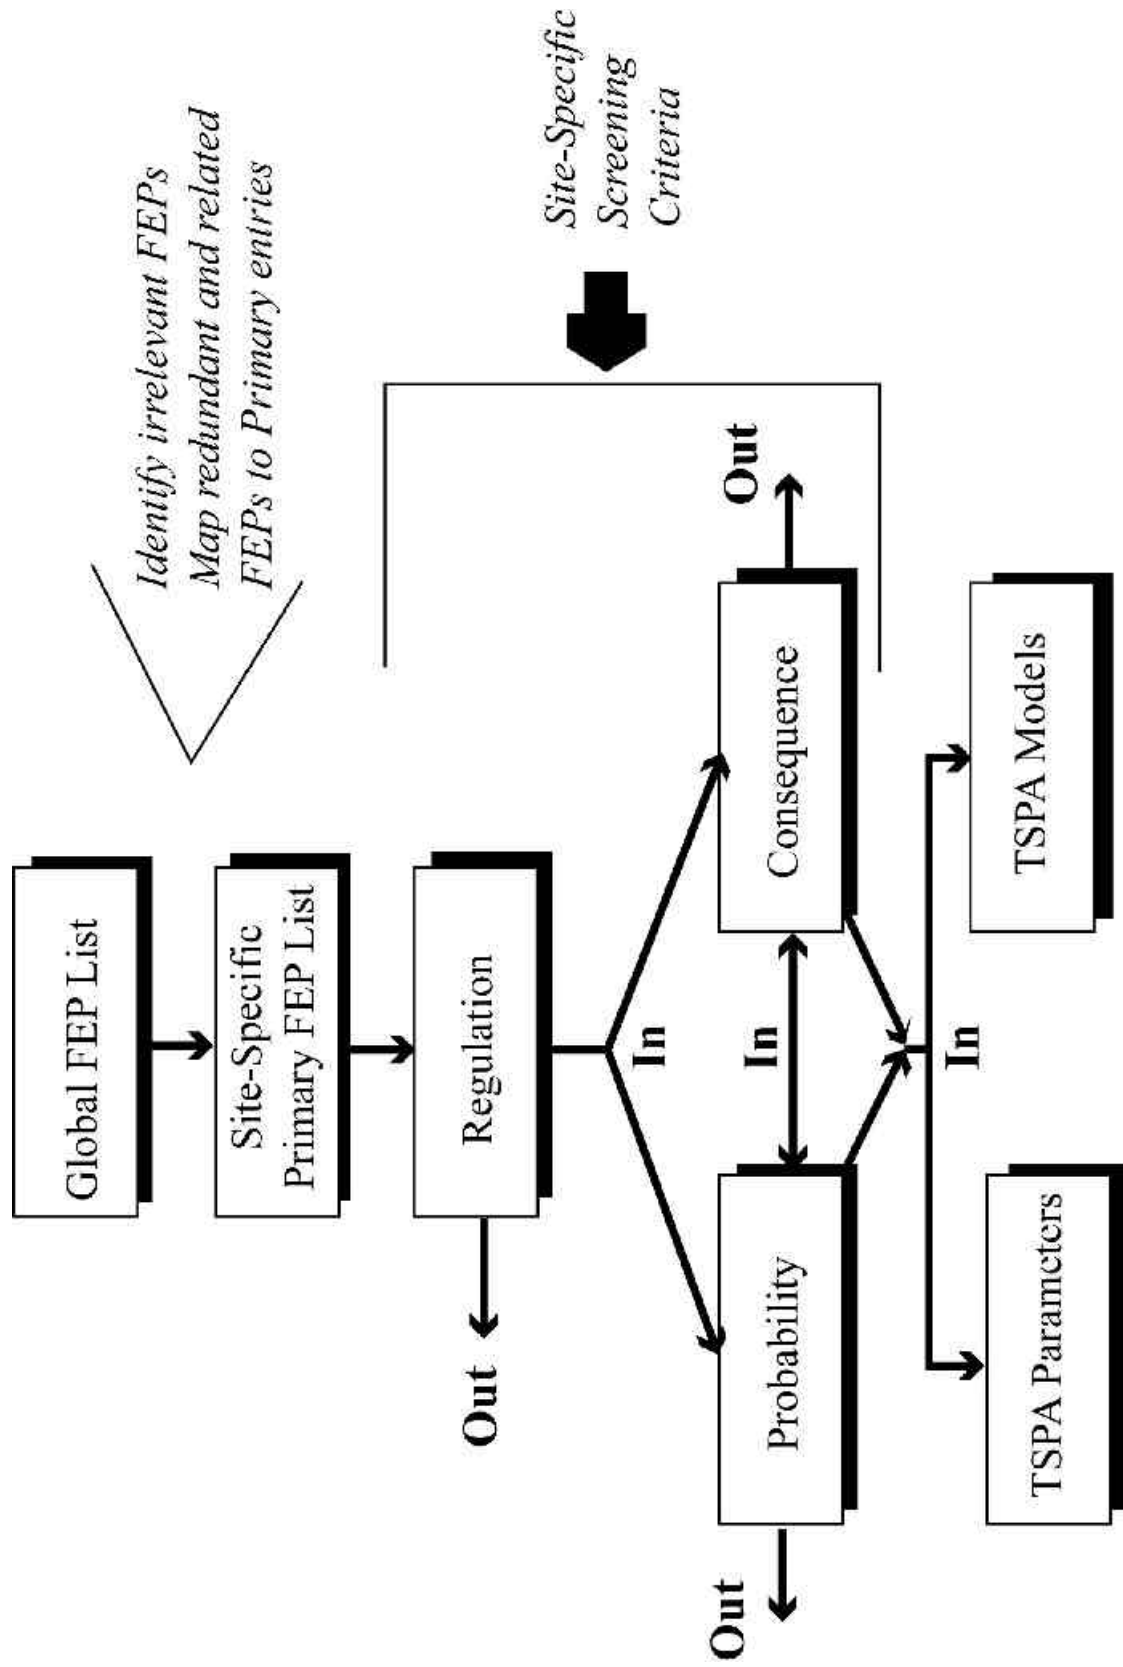 Global FEP List
Identify irrelevant FEPs
Map redundant and related
FEPs to Primary entries
Site-Specific
Primary FEP List
Out
Regulation
Site-Specific
Screening
Criteria
In
Out
Probability
In
Consequence
Out
In
TSPA Parameters
TSPA Models